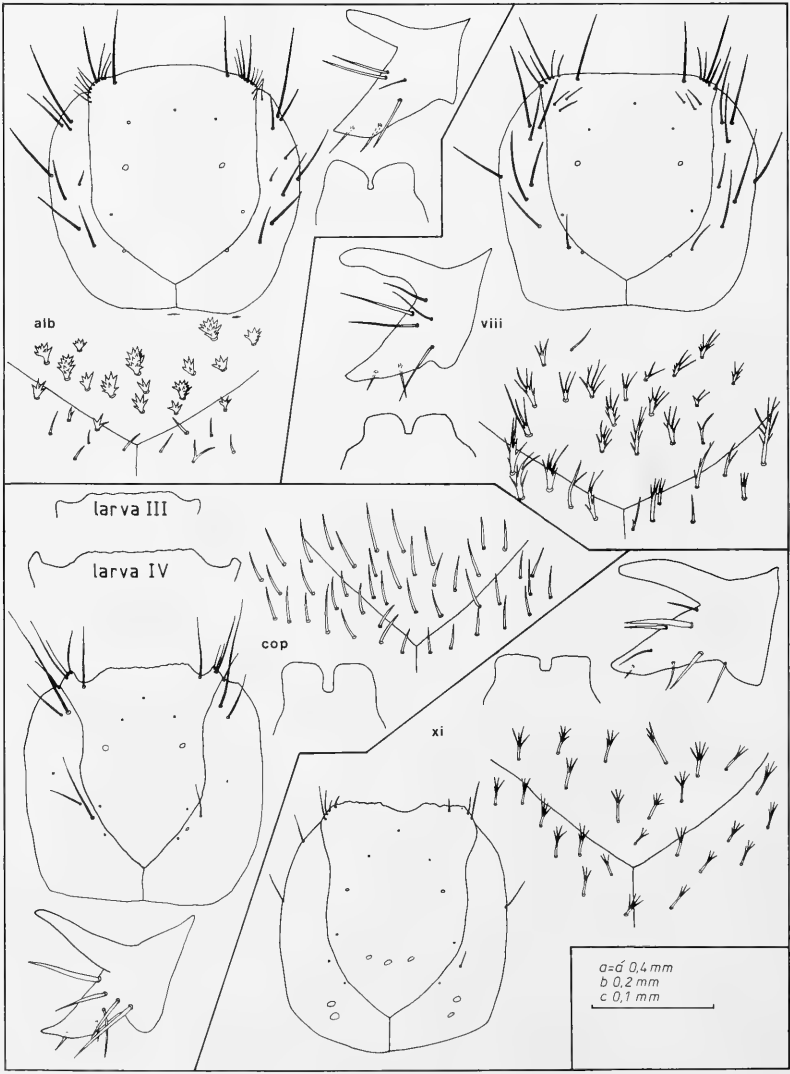 alb
viii
larva III
larva IV
cop
xi
a=á 0,4 mm
b 0,2 mm
c 0,1 mm